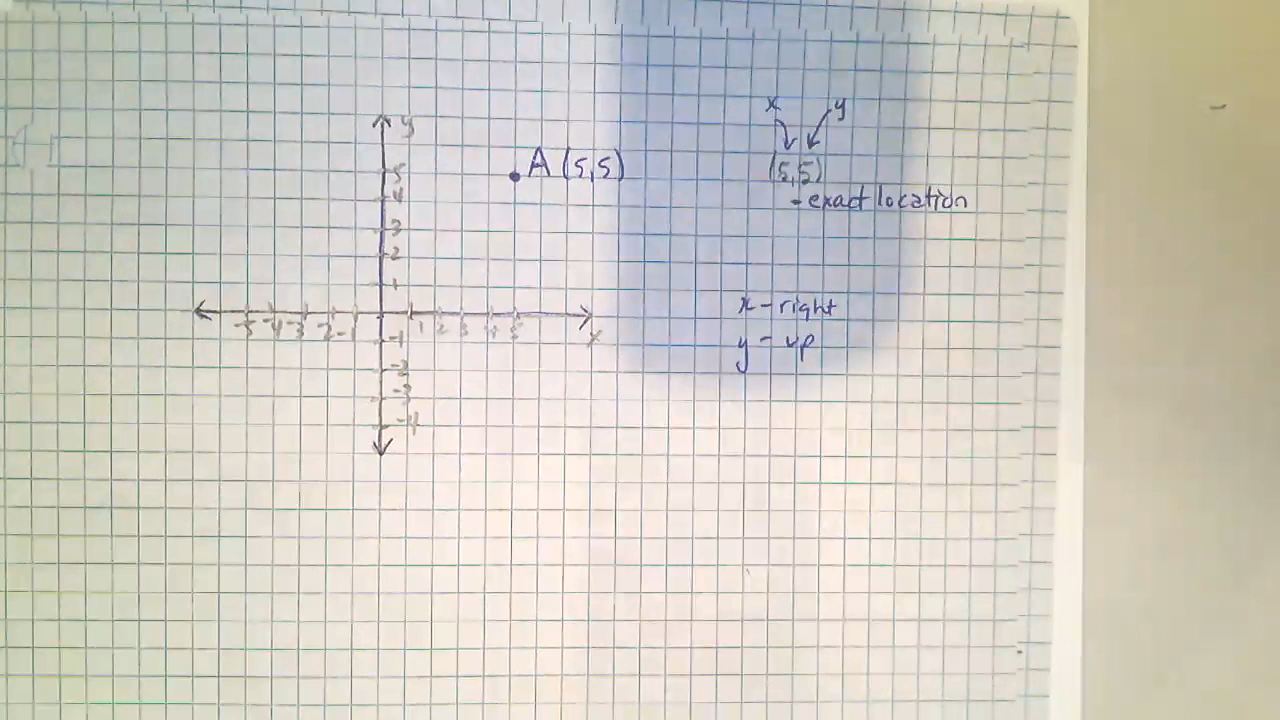 y
A (5,5)
5
4
3
2
1
-5 -4 -3 -2 -1 1 2 3 4 5
x
-1
-2
-3
-4
x y
(5,5)
- exact location
x - right
y - up